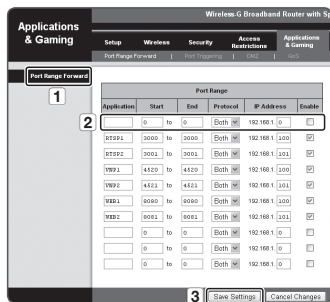 Wireless-G Broadband Router with Sp
Applications
& Gaming
Setup Wireless Security Access Restrictions Applications & Gaming
Port Range Forward | Port Triggering | DMZ | QoS
Port Range Forward
1
Port Range
Application Start End Protocol IP Address Enable
2
0 to 0 Both 192.168.1. 0
RTSP1 3000 to 3000 Both 192.168.1. 100
RTSP2 3001 to 3001 Both 192.168.1. 101
VNP1 4520 to 4520 Both 192.168.1. 100
VNP2 4521 to 4521 Both 192.168.1. 101
WEB1 8080 to 8080 Both 192.168.1. 100
WEB2 8081 to 8081 Both 192.168.1. 101
0 to 0 Both 192.168.1. 0
0 to 0 Both 192.168.1. 0
0 to 0 Both 192.168.1. 0
3
Save Settings Cancel Changes